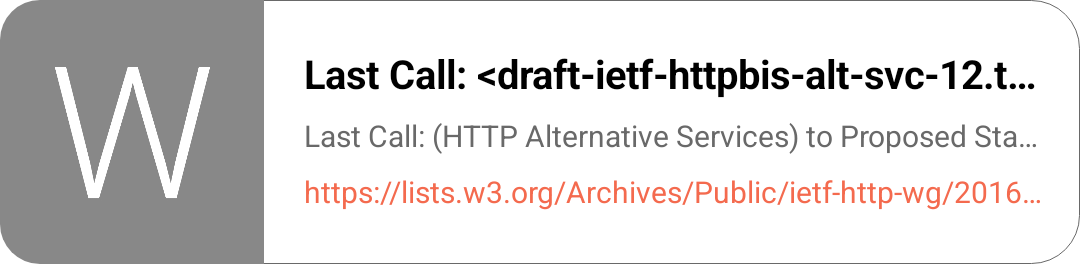 W
Last Call: <draft-ietf-httpbis-alt-svc-12.t...
Last Call: (HTTP Alternative Services) to Proposed Sta...
https://lists.w3.org/Archives/Public/ietf-http-wg/2016...